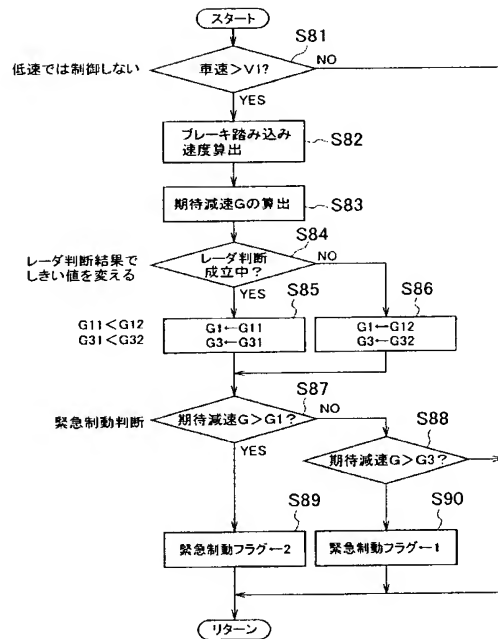 スタート
S81
低速では制御しない
車速>Vi?
NO
YES
ブレーキ踏み込み
速度算出
S82
期待減速Gの算出
S83
S84
レーダ判断結果で
しきい値を変える
レーダ判断
成立中?
NO
YES
S85
S86
G11<G12
G31<G32
G1←G11
G3←G31
G1←G12
G3←G32
S87
緊急制動判断
期待減速G>G1?
NO
S88
YES
期待減速G>G3?
S89
S90
緊急制動フラグ←2
緊急制動フラグ←1
リターン